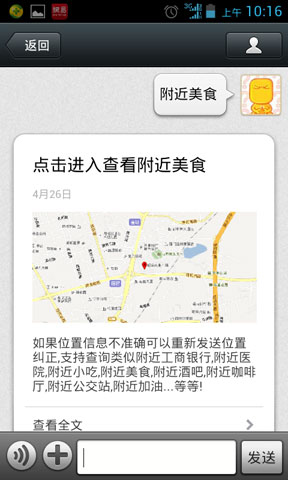 3G
上午 10:16
返回
附近美食
点击进入查看附近美食
4月26日
如果位置信息不准确可以重新发送位置
纠正,支持查询类似附近工商银行,附近医
院,附近小吃,附近美食,附近酒吧,附近咖啡
厅,附近公交站,附近加油...等等!
查看全文
发送